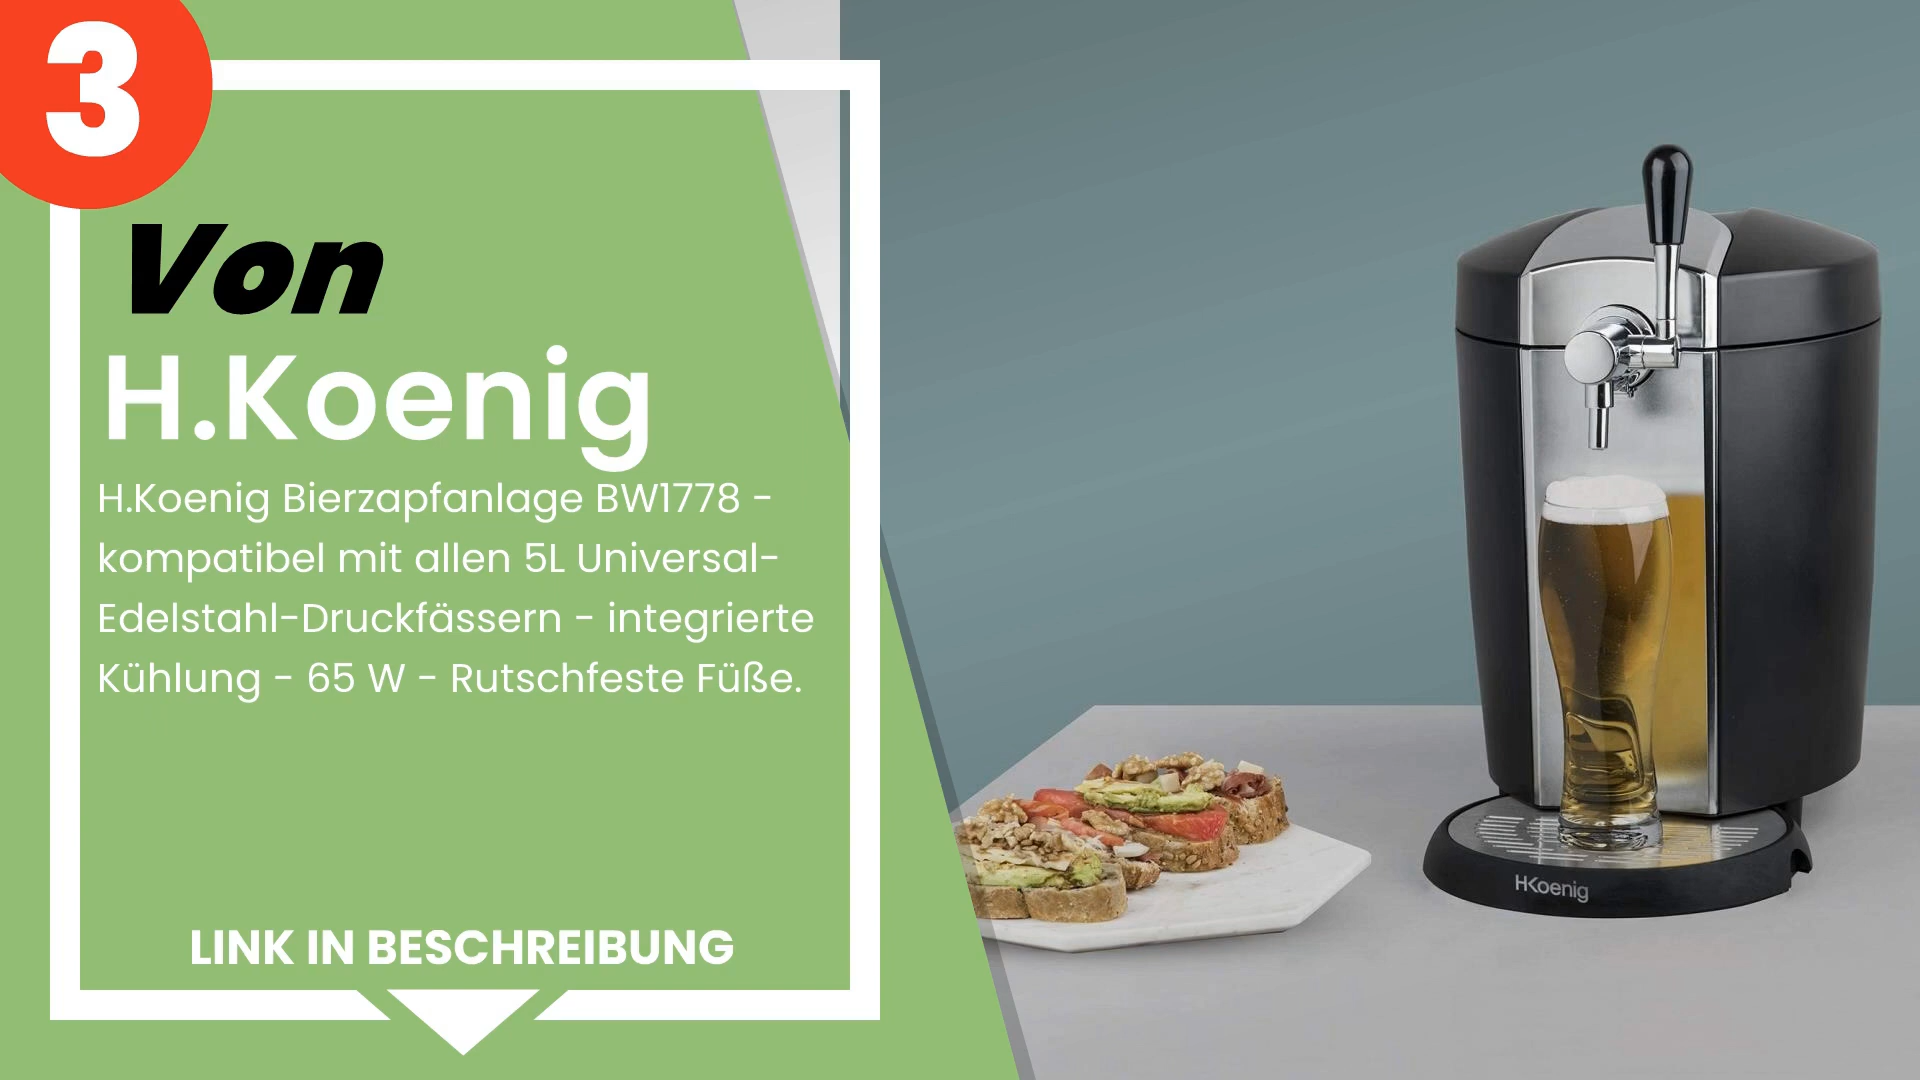 3
Von
H.Koenig
H.Koenig Bierzapfanlage BW1778 -
kompatibel mit allen 5L Universal-
Edelstahl-Druckfässern - integrierte
Kühlung - 65 W - Rutschfeste Füße.
LINK IN BESCHREIBUNG
HKoenig